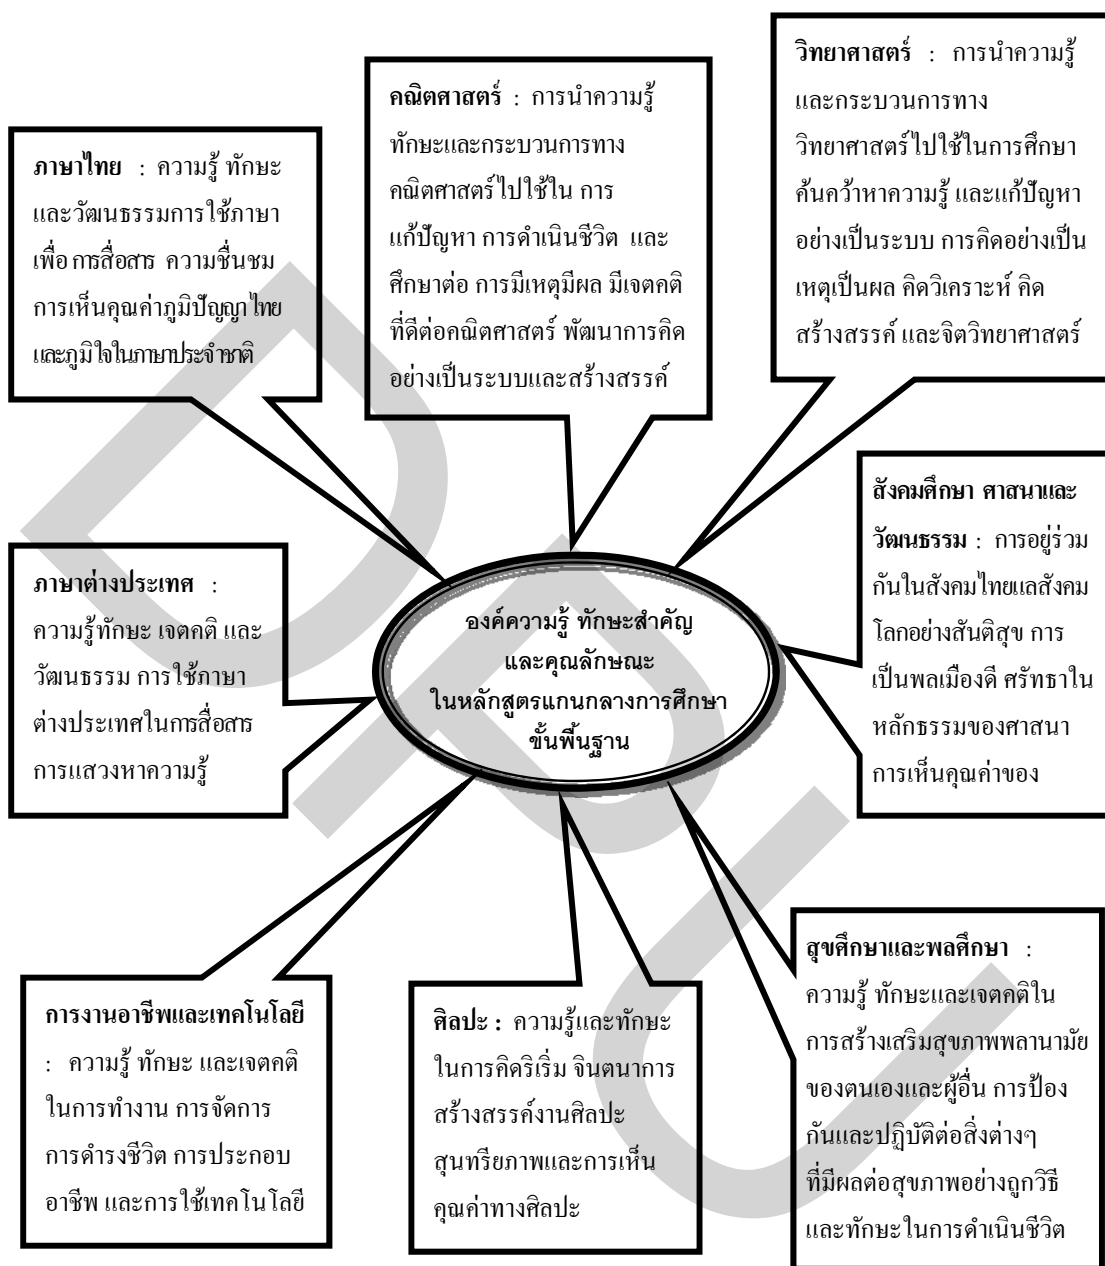 ภาษาไทย : ความรู้ ทักษะ
และวัฒนธรรมการใช้ภาษา
เพื่อ การสื่อสาร ความชื่นชม
การเห็นคุณค่าภูมิปัญญาไทย
และภูมิใจในภาษาประจำชาติ
คณิตศาสตร์ : การนำความรู้
ทักษะและกระบวนการทาง
คณิตศาสตร์ไปใช้ใน การ
แก้ปัญหา การดำเนินชีวิต และ
ศึกษาต่อ การมีเหตุมีผล มีเจตคติ
ที่ดีต่อคณิตศาสตร์ พัฒนาการคิด
อย่างเป็นระบบและสร้างสรรค์
วิทยาศาสตร์ : การนำความรู้
และกระบวนการทาง
วิทยาศาสตร์ไปใช้ในการศึกษา
ค้นคว้าหาความรู้ และแก้ปัญหา
อย่างเป็นระบบ การคิดอย่างเป็น
เหตุเป็นผล คิดวิเคราะห์ คิด
สร้างสรรค์ และจิตวิทยาศาสตร์
ภาษาต่างประเทศ :
ความรู้ทักษะ เจตคติ และ
วัฒนธรรม การใช้ภาษา
ต่างประเทศในการสื่อสาร
การแสวงหาความรู้
องค์ความรู้ ทักษะสำคัญ
และคุณลักษณะ
ในหลักสูตรแกนกลางการศึกษา
ขั้นพื้นฐาน
สังคมศึกษา ศาสนาและ
วัฒนธรรม : การอยู่ร่วม
กันในสังคมไทยแลสังคม
โลกอย่างสันติสุข การ
เป็นพลเมืองดี ศรัทธาใน
หลักธรรมของศาสนา
การเห็นคุณค่าของ
การงานอาชีพและเทคโนโลยี
: ความรู้ ทักษะ และเจตคติ
ในการทำงาน การจัดการ
การดำรงชีวิต การประกอบ
อาชีพ และการใช้เทคโนโลยี
ศิลปะ : ความรู้และทักษะ
ในการคิดริเริ่ม จินตนาการ
สร้างสรรค์งานศิลปะ
สุนทรียภาพและการเห็น
คุณค่าทางศิลปะ
สุขศึกษาและพลศึกษา :
ความรู้ ทักษะและเจตคติใน
การสร้างเสริมสุขภาพพลานามัย
ของตนเองและผู้อื่น การป้อง
กันและปฏิบัติต่อสิ่งต่างๆ
ที่มีผลต่อสุขภาพอย่างถูกวิธี
และทักษะในการดำเนินชีวิต